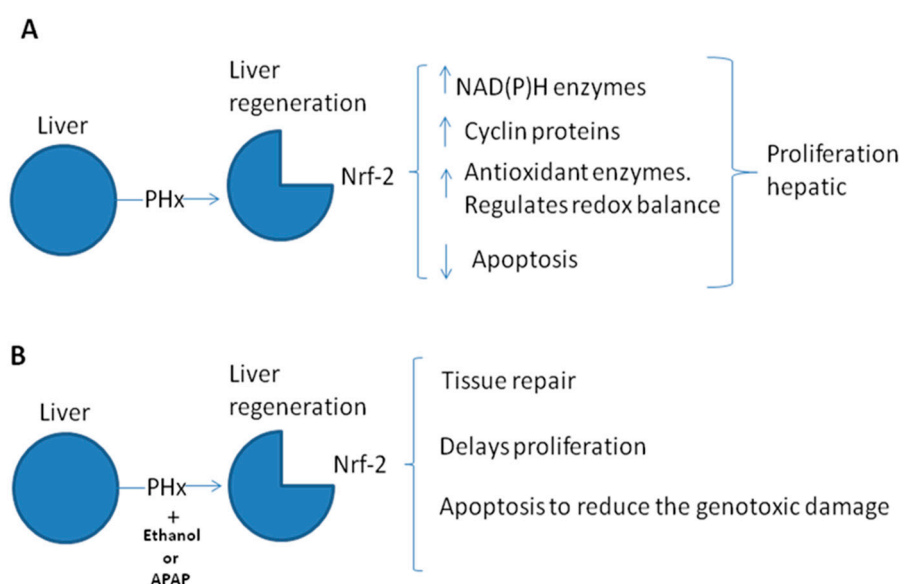 A
Liver
Liver
regeneration
PHx
Nrf-2
NAD(P)H enzymes
Cyclin proteins
Antioxidant enzymes.
Regulates redox balance
Apoptosis
Proliferation
hepatic
B
Liver
Liver
regeneration
PHx
+
Ethanol
or
APAP
Nrf-2
Tissue repair
Delays proliferation
Apoptosis to reduce the genotoxic damage